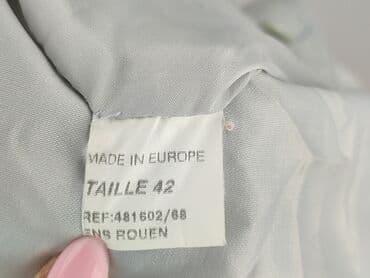 MADE IN EUROPE
TAILLE 42
REF:481602/68
ENS ROUEN